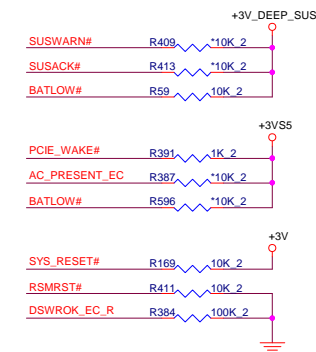 +3V_DEEP_SUS
SUSWARN# R409 *10K_2
SUSACK# R413 *10K_2
BATLOW# R59 10K_2
+3VS5
PCIE_WAKE# R391 1K_2
AC_PRESENT_EC R387 *10K_2
BATLOW# R596 *10K_2
+3V
SYS_RESET# R169 10K_2
RSMRST# R411 10K_2
DSWROK_EC_R R384 100K_2